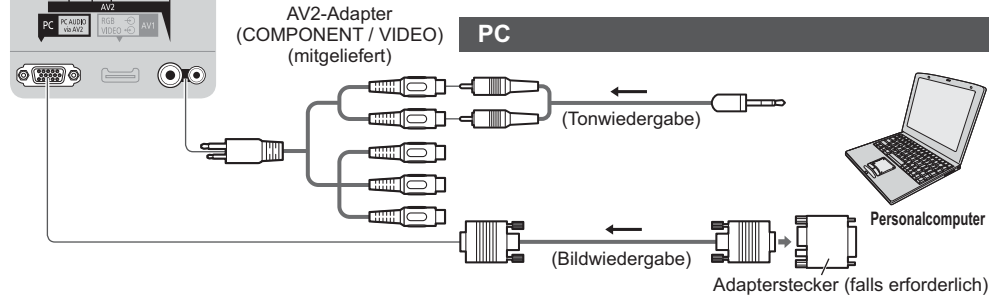 AV2-Adapter
(COMPONENT / VIDEO)
(mitgeliefert)
PC
AV2
PC
PC AUDIO
via AV2
RGB
VIDEO
AV1
(Tonwiedergabe)
Personalcomputer
(Bildwiedergabe)
Adapterstecker (falls erforderlich)